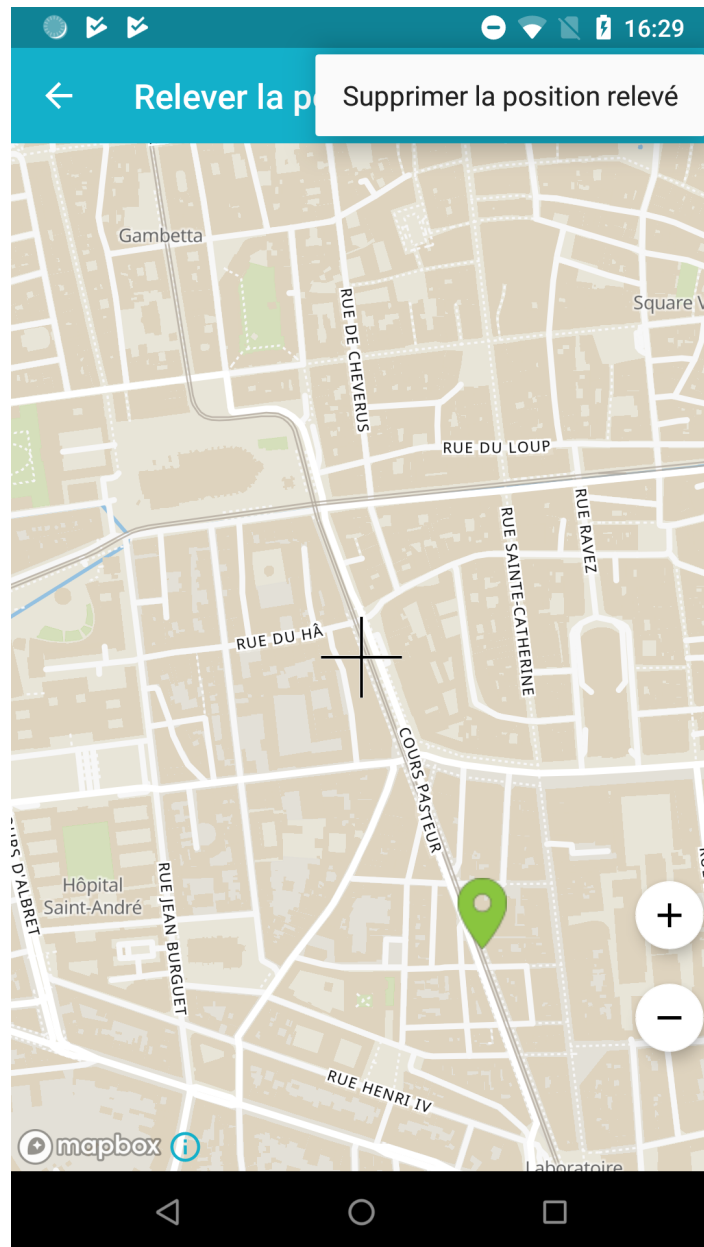 16:29
Relever la p
Supprimer la position relevé
Gambetta
Square V
RUE DE CHEVERUS
RUE DU LOUP
RUE RAVEZ
RUE SAINTE-CATHERINE
RUE DU HÂ
COURS PASTEUR
D'ALBRET
Hôpital
Saint-André
RUE JEAN BURGUET
RUE HENRI IV
mapbox
Laboratoire